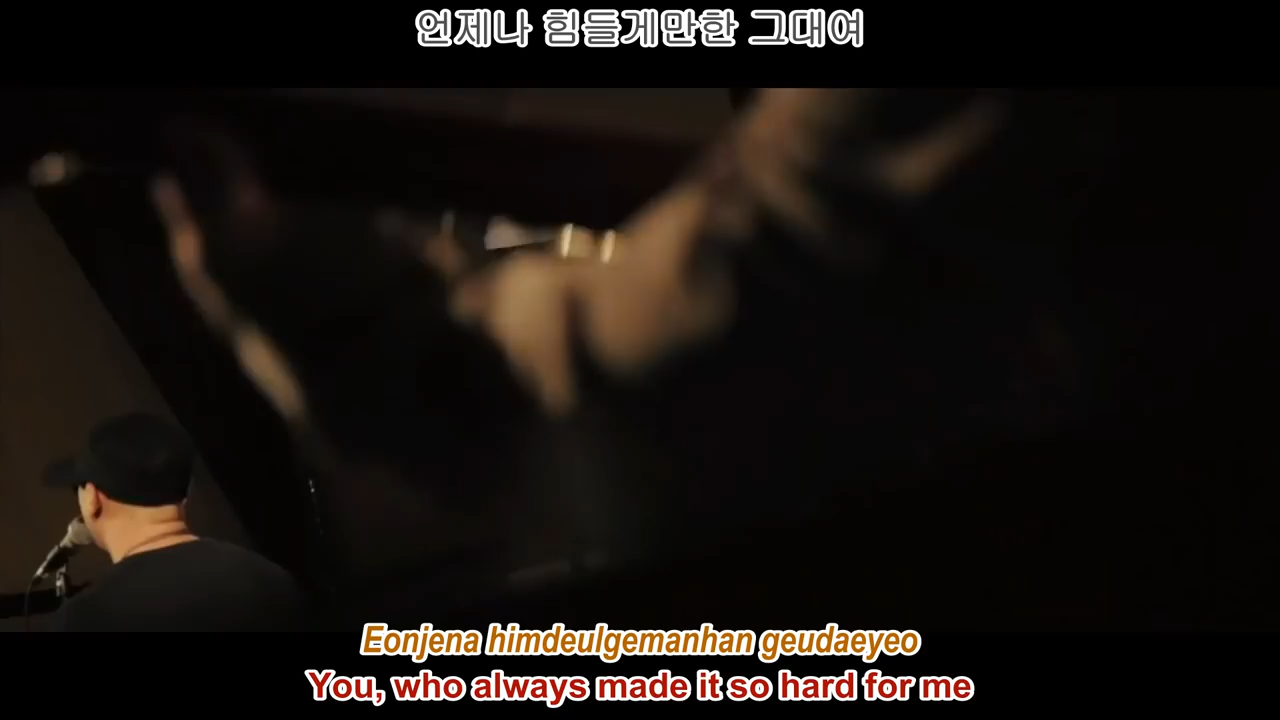 언제나 힘들게만한 그대여
Eonjena himdeulgemanhan geudaeyeo
You, who always made it so hard for me